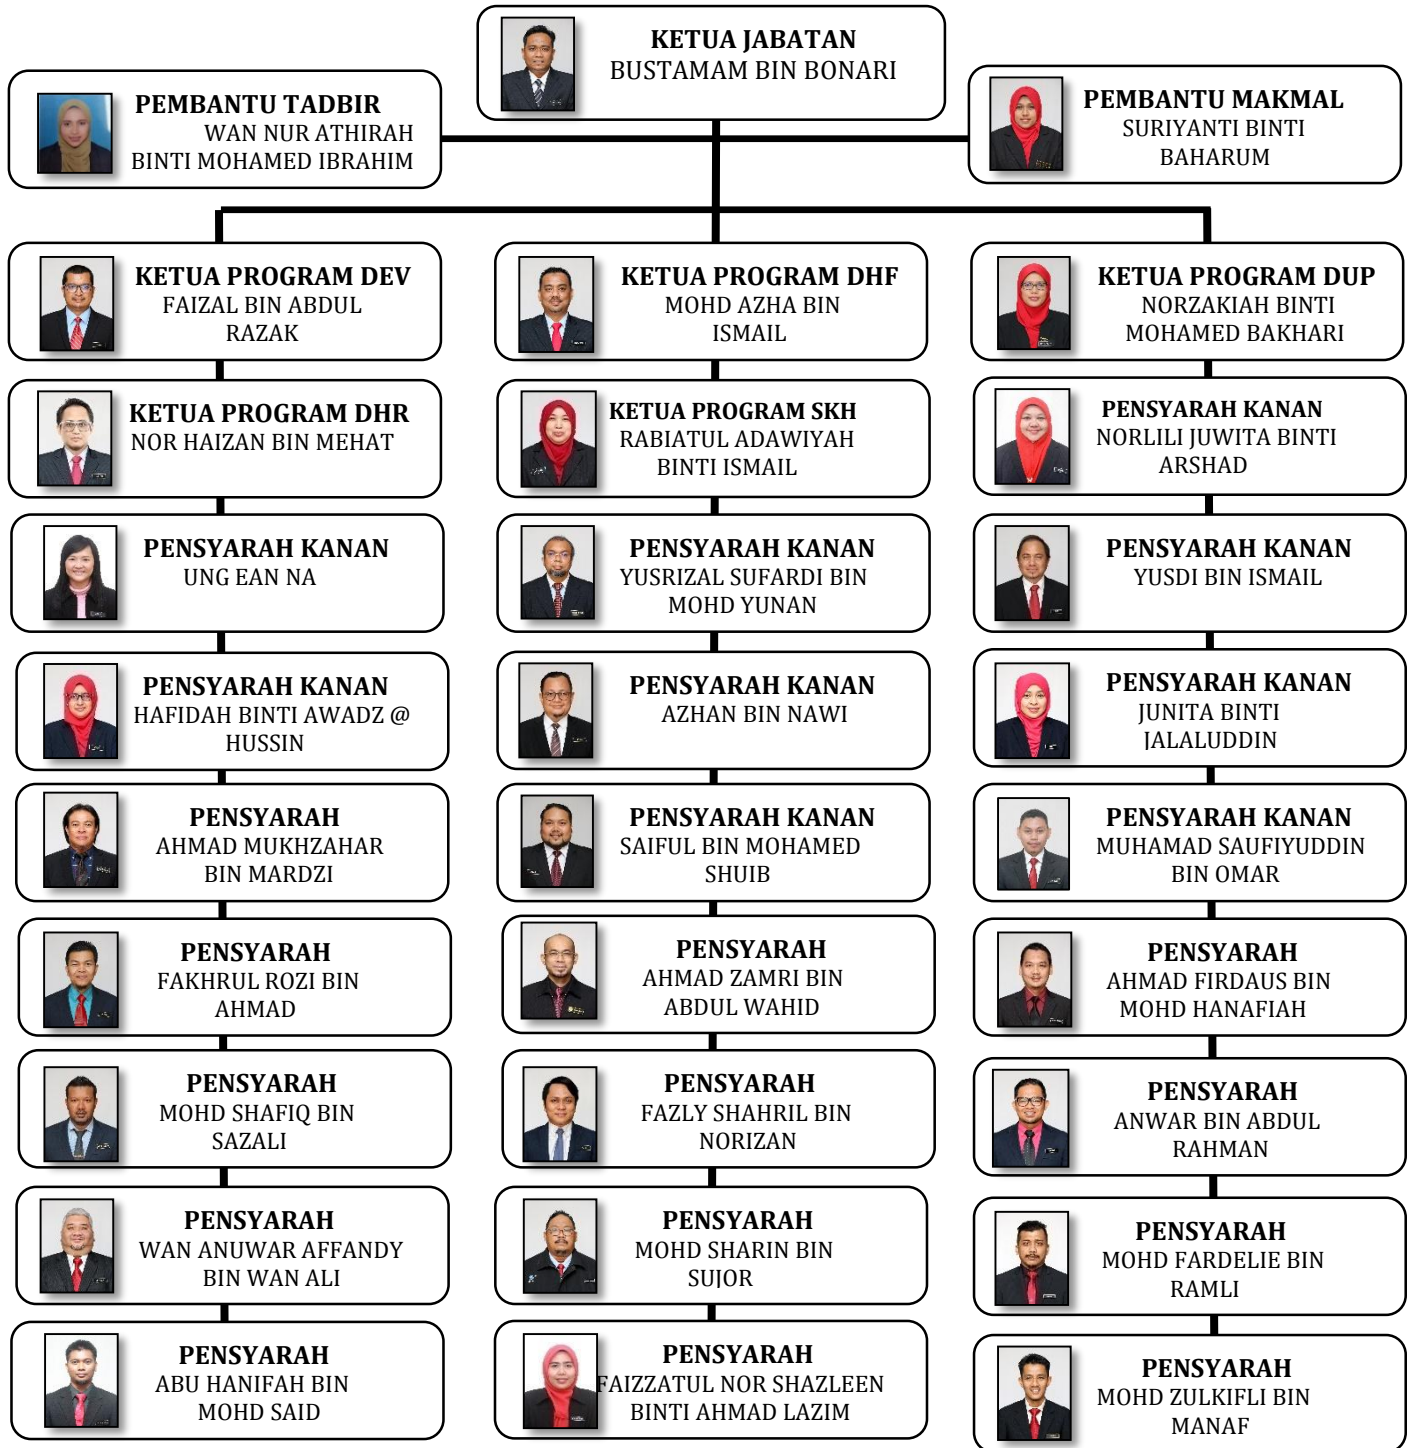 KETUA JABATAN
BUSTAMAM BIN BONARI
PEMBANTU TADBIR
WAN NUR ATHIRAH
BINTI MOHAMED IBRAHIM
PEMBANTU MAKMAL
SURIYANTI BINTI
BAHARUM
KETUA PROGRAM DEV
FAIZAL BIN ABDUL
RAZAK
KETUA PROGRAM DHR
NOR HAIZAN BIN MEHAT
PENSYARAH KANAN
UNG EAN NA
PENSYARAH KANAN
HAFIDAH BINTI AWADZ @
HUSSIN
PENSYARAH
AHMAD MUKHZAHAR
BIN MARDZI
PENSYARAH
FAKHRUL ROZI BIN
AHMAD
PENSYARAH
MOHD SHAFIQ BIN
SAZALI
PENSYARAH
WAN ANUWAR AFFANDY
BIN WAN ALI
PENSYARAH
ABU HANIFAH BIN
MOHD SAID
KETUA PROGRAM DHF
MOHD AZHA BIN
ISMAIL
KETUA PROGRAM SKH
RABIATUL ADAWIYAH
BINTI ISMAIL
PENSYARAH KANAN
YUSRIZAL SUFARDI BIN
MOHD YUNAN
PENSYARAH KANAN
AZHAN BIN NAWI
PENSYARAH KANAN
SAIFUL BIN MOHAMED
SHUIB
PENSYARAH
AHMAD ZAMRI BIN
ABDUL WAHID
PENSYARAH
FAZLY SHAHRIL BIN
NORIZAN
PENSYARAH
MOHD SHARIN BIN
SUJOR
PENSYARAH
FAIZZATUL NOR SHAZLEEN
BINTI AHMAD LAZIM
KETUA PROGRAM DUP
NORZAKIAH BINTI
MOHAMED BAKHARI
PENSYARAH KANAN
NORLILI JUWITA BINTI
ARSHAD
PENSYARAH KANAN
YUSDI BIN ISMAIL
PENSYARAH KANAN
JUNITA BINTI
JALALUDDIN
PENSYARAH KANAN
MUHAMAD SAUFIYUDDIN
BIN OMAR
PENSYARAH
AHMAD FIRDAUS BIN
MOHD HANAFIAH
PENSYARAH
ANWAR BIN ABDUL
RAHMAN
PENSYARAH
MOHD FARDELIE BIN
RAMLI
PENSYARAH
MOHD ZULKIFLI BIN
MANAF